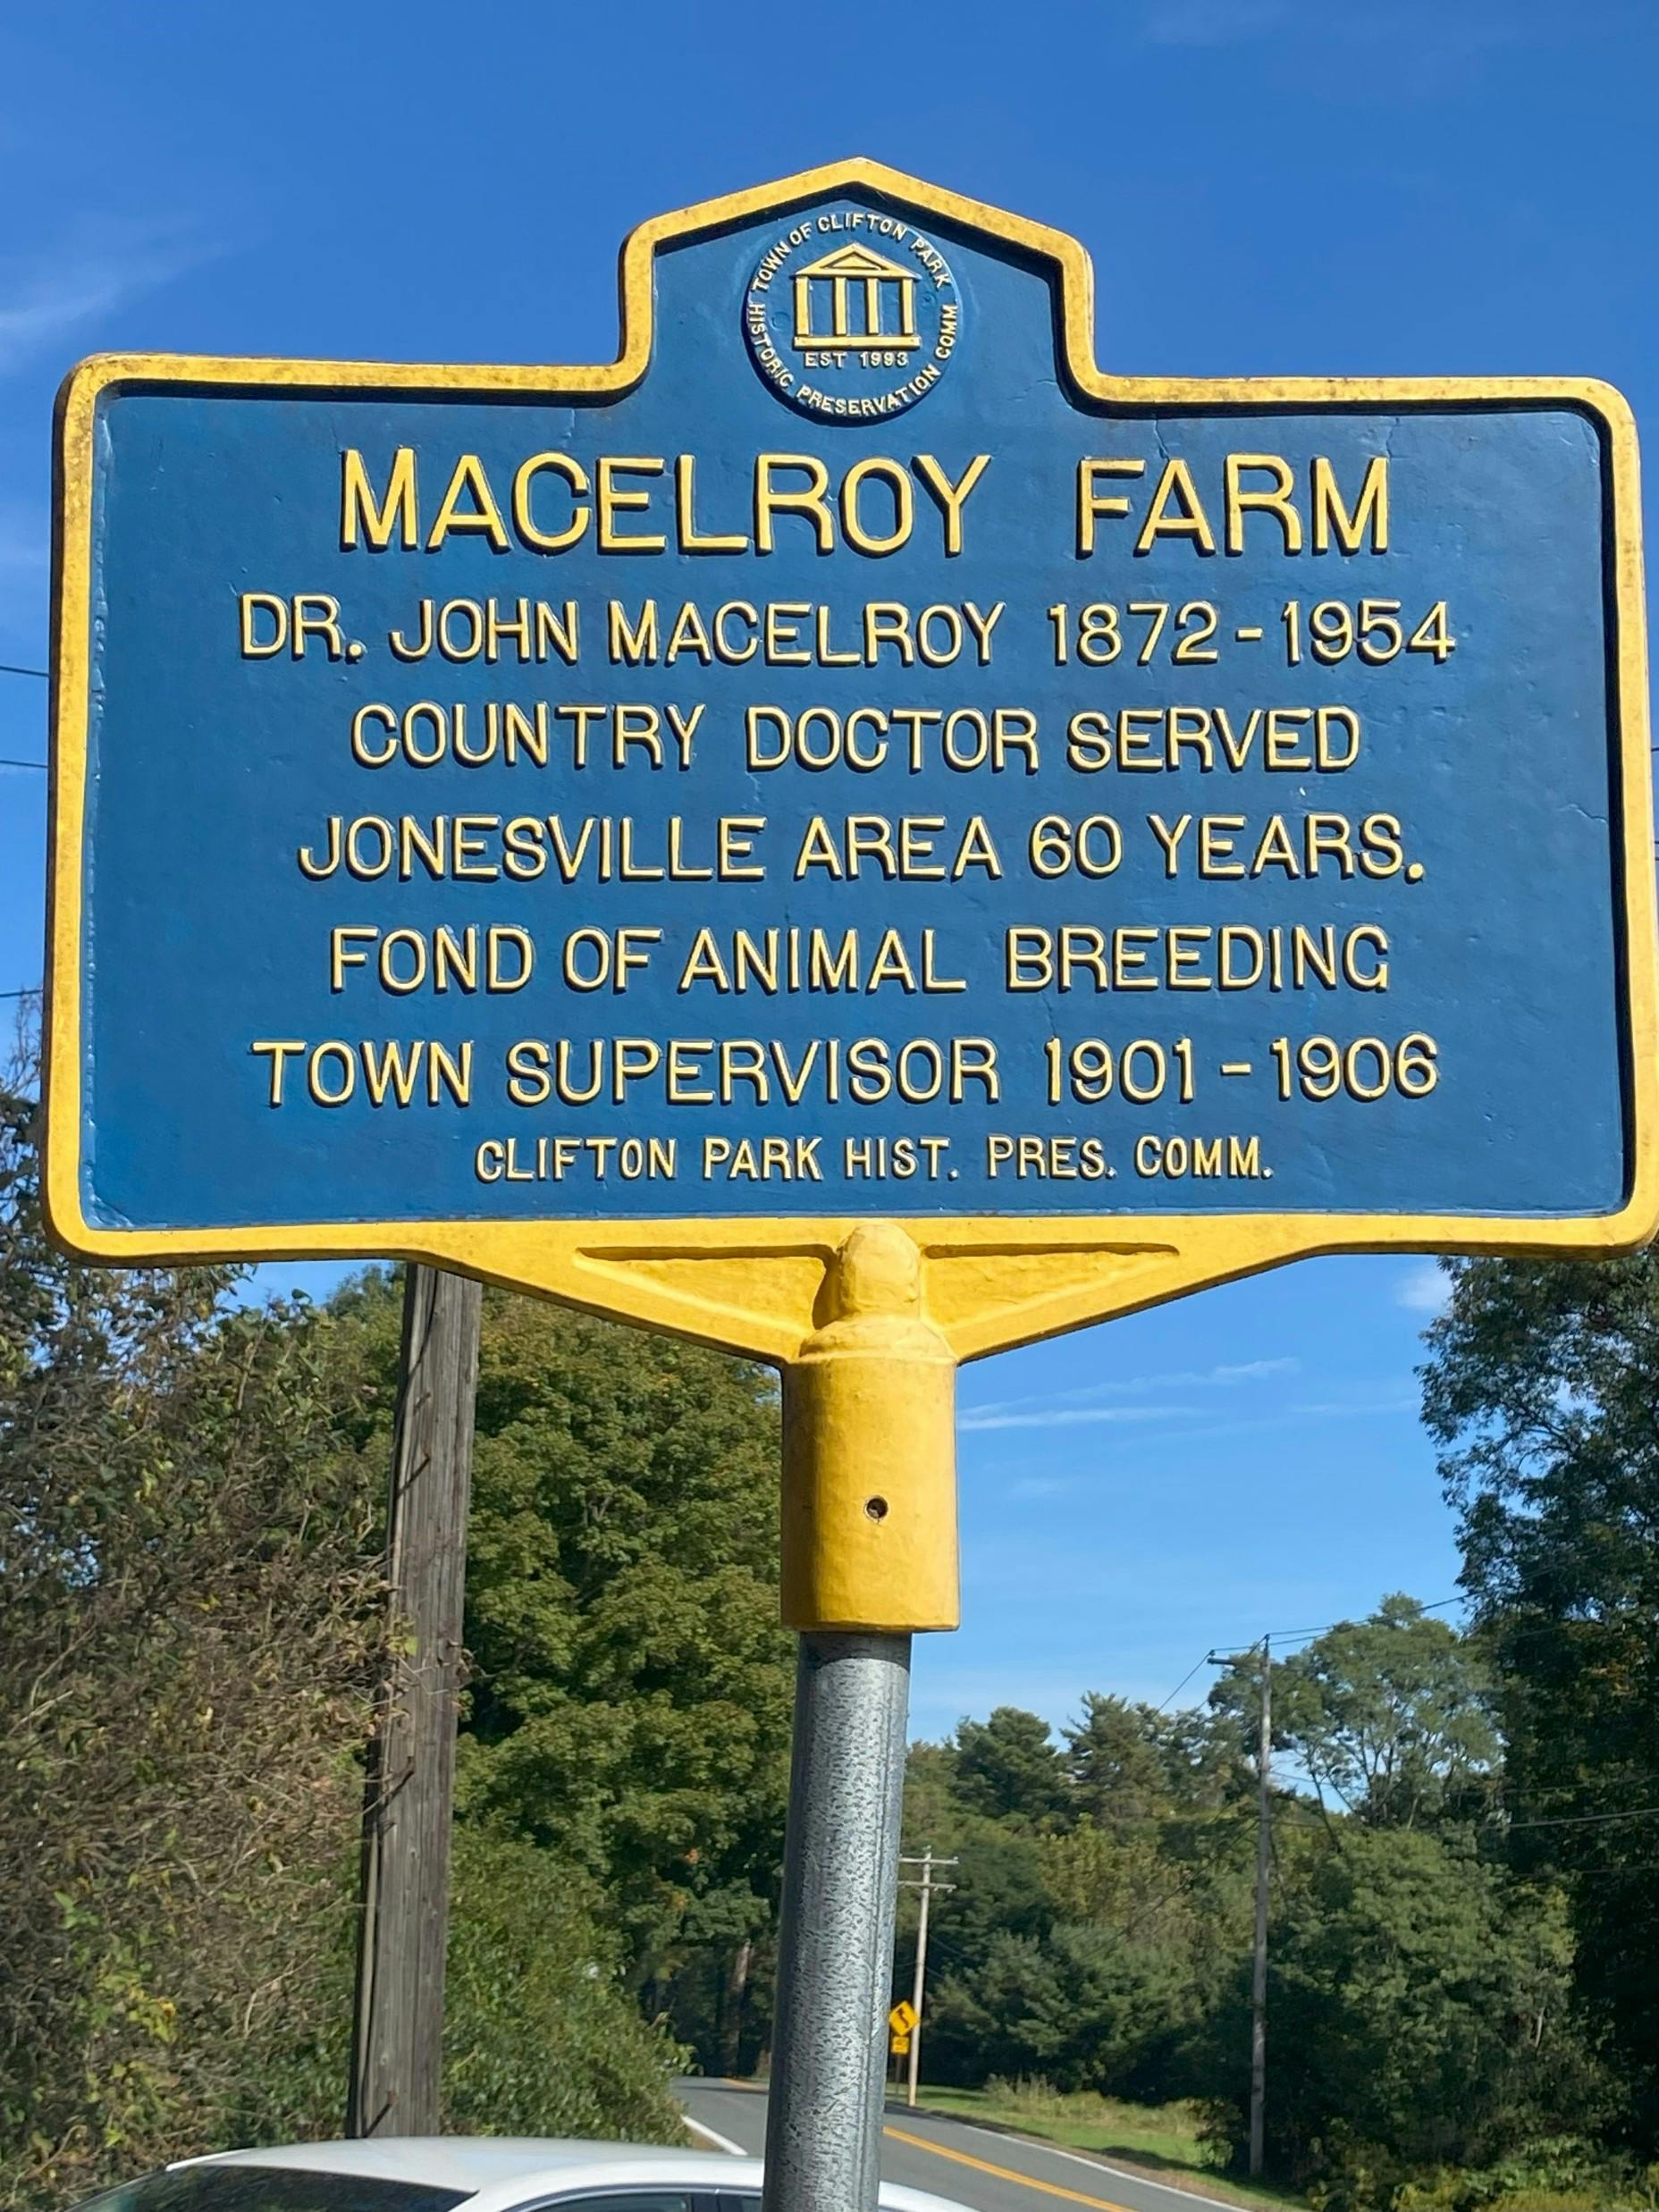 TOWN OF CLIFTON PARK
HISTORIC PRESERVATION COMM
EST 1993
MACELROY FARM
DR. JOHN MACELROY 1872-1954
COUNTRY DOCTOR SERVED
JONESVILLE AREA 60 YEARS.
FOND OF ANIMAL BREEDING
TOWN SUPERVISOR 1901-1906
CLIFTON PARK HIST. PRES. COMM.